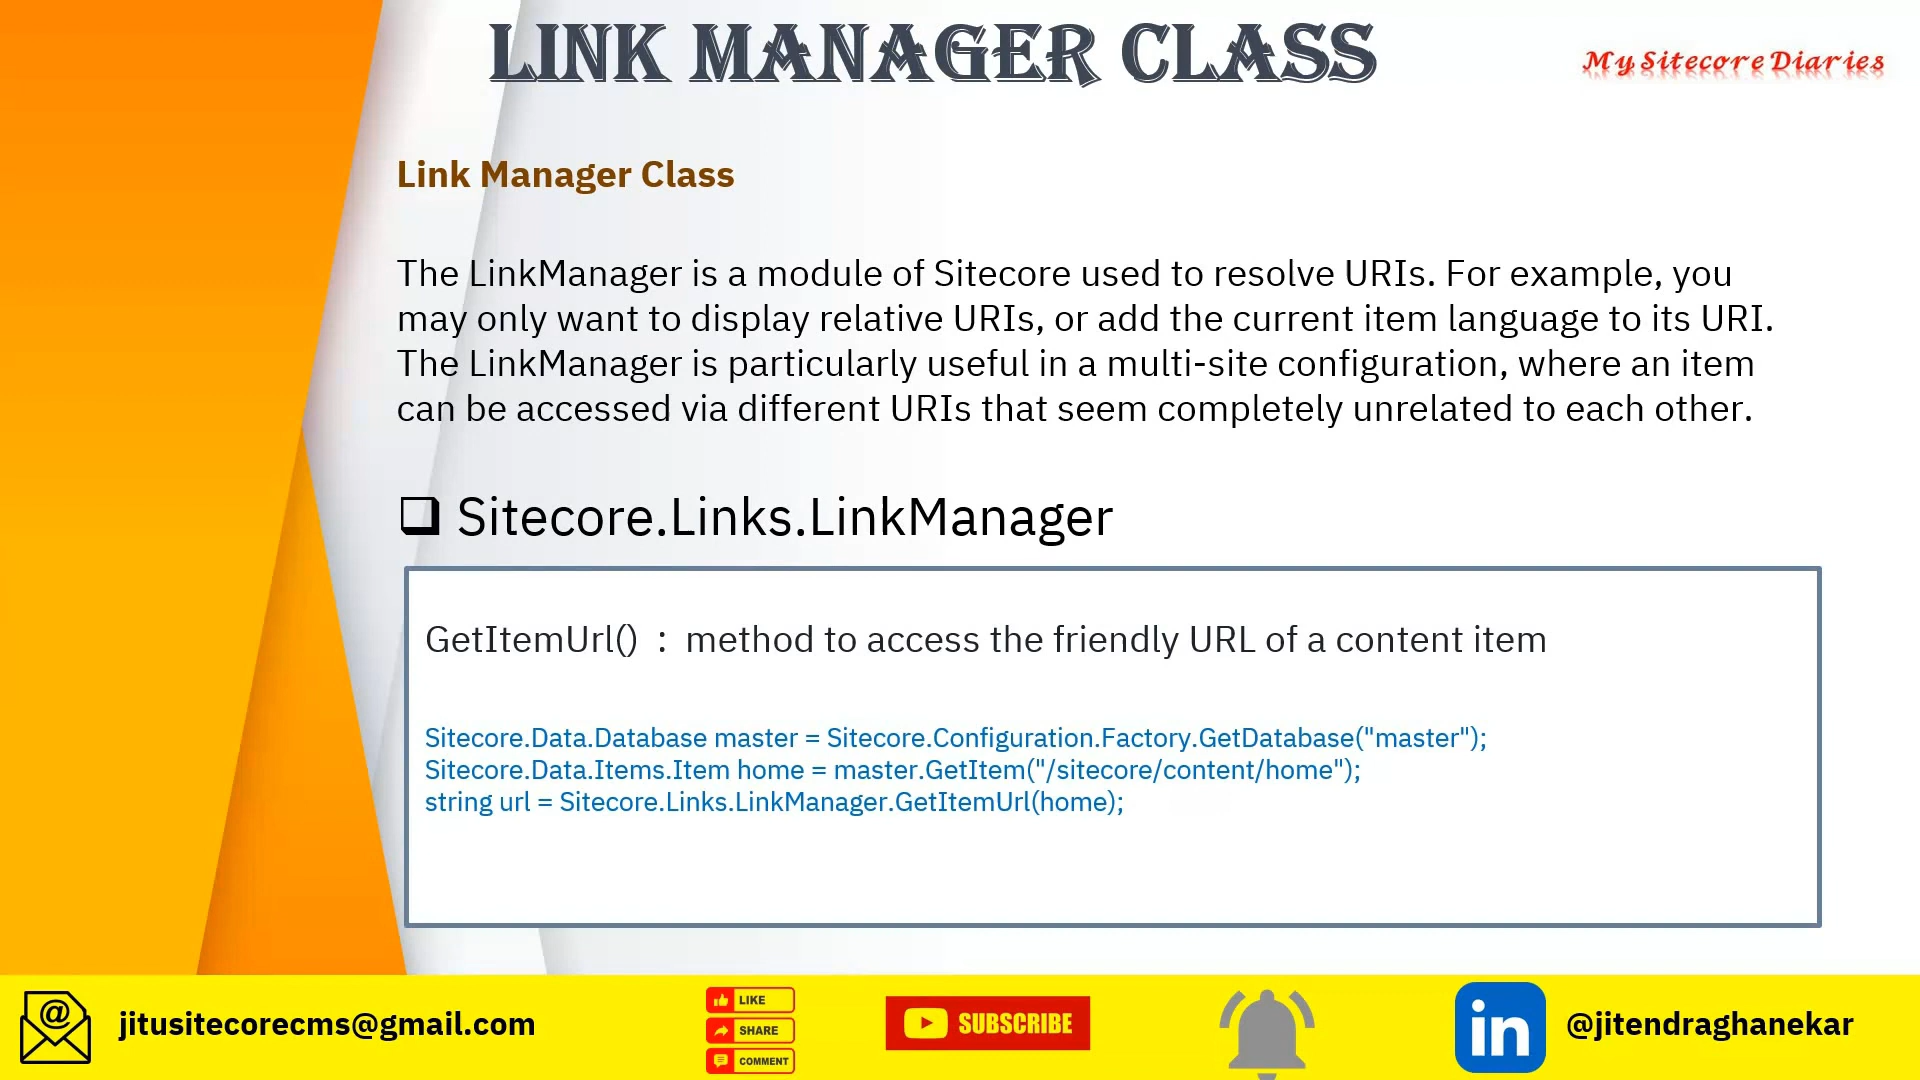 LINK MANAGER CLASS
My Sitecore Diaries
Link Manager Class
The LinkManager is a module of Sitecore used to resolve URIs. For example, you
may only want to display relative URIs, or add the current item language to its URI.
The LinkManager is particularly useful in a multi-site configuration, where an item
can be accessed via different URIs that seem completely unrelated to each other.
Sitecore.Links.LinkManager
GetItemUrl() : method to access the friendly URL of a content item
Sitecore.Data.Database master = Sitecore.Configuration.Factory.GetDatabase("master");
Sitecore.Data.Items.Item home = master.GetItem("/sitecore/content/home");
string url = Sitecore.Links.LinkManager.GetItemUrl(home);
@
jitusitecorecms@gmail.com
LIKE
SHARE
COMMENT
SUBSCRIBE
in
@jitendraghanekar